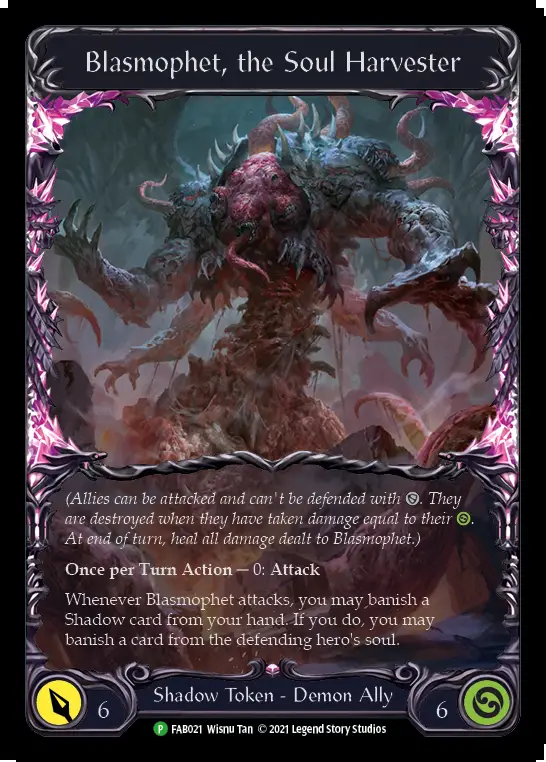 Blasmophet, the Soul Harvester
(Allies can be attacked and can't be defended with . They
are destroyed when they have taken damage equal to their .
At end of turn, heal all damage dealt to Blasmophet.)
Once per Turn Action — 0: Attack
Whenever Blasmophet attacks, you may banish a
Shadow card from your hand. If you do, you may
banish a card from the defending hero's soul.
6 Shadow Token - Demon Ally 6
P FAB021 Wisnu Tan © 2021 Legend Story Studios